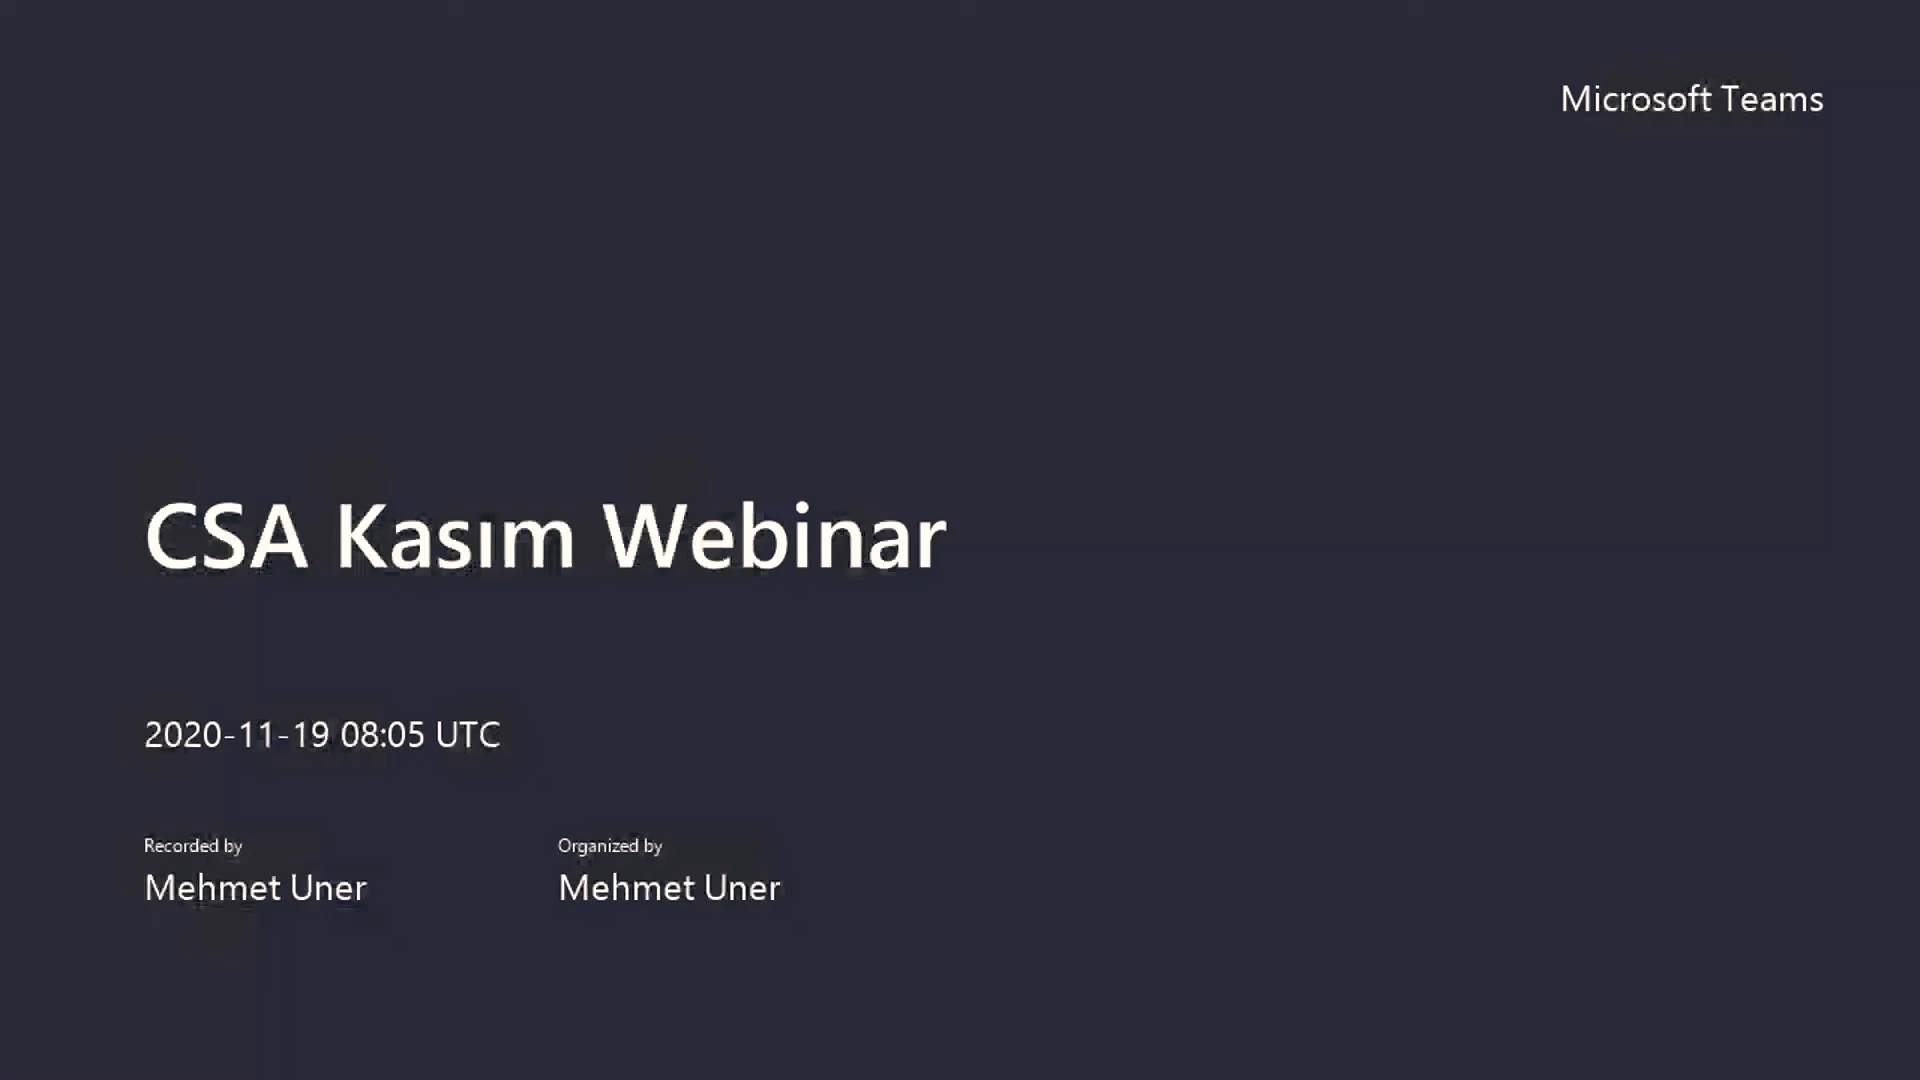 Microsoft Teams
CSA Kasım Webinar
2020-11-19 08:05 UTC
Recorded by
Mehmet Uner
Organized by
Mehmet Uner